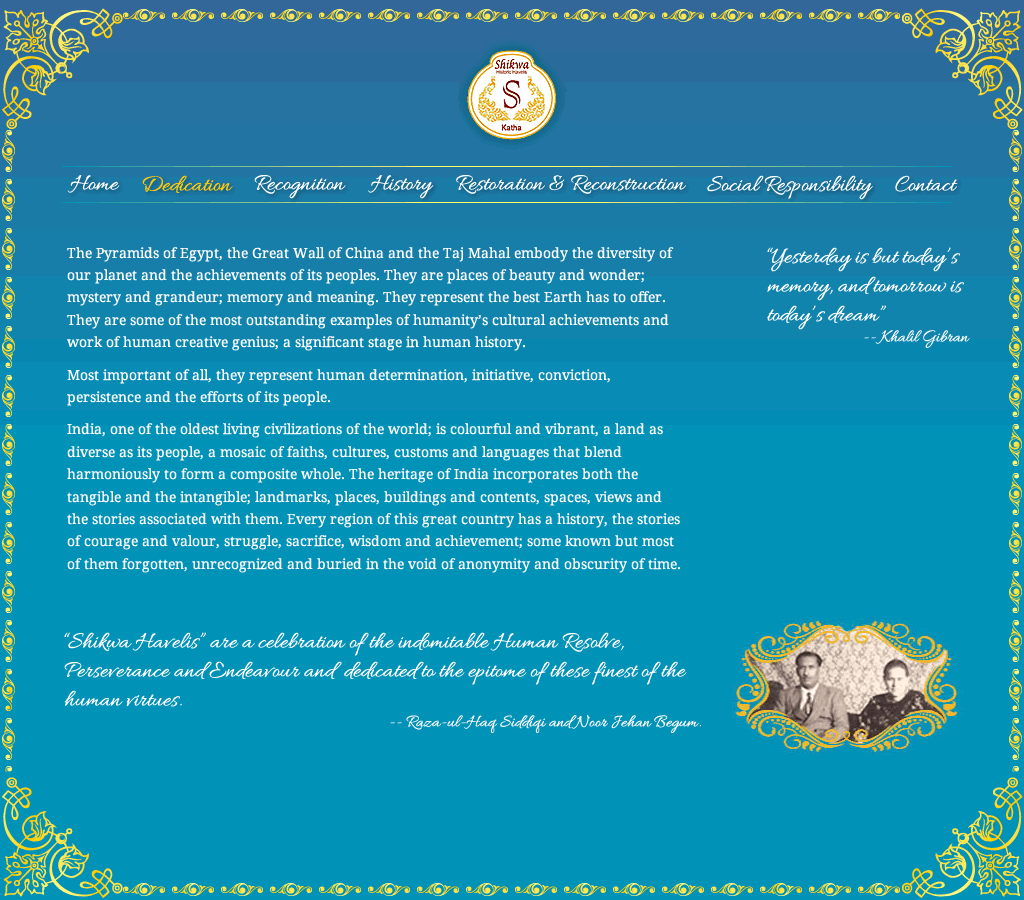 Shikwa
Historic Havelis
S
Katha
Home Dedication Recognition History Restoration & Reconstruction Social Responsibility Contact
The Pyramids of Egypt, the Great Wall of China and the Taj Mahal embody the diversity of
our planet and the achievements of its peoples. They are places of beauty and wonder;
mystery and grandeur; memory and meaning. They represent the best Earth has to offer.
They are some of the most outstanding examples of humanity’s cultural achievements and
work of human creative genius; a significant stage in human history.
Most important of all, they represent human determination, initiative, conviction,
persistence and the efforts of its people.
India, one of the oldest living civilizations of the world; is colourful and vibrant, a land as
diverse as its people, a mosaic of faiths, cultures, customs and languages that blend
harmoniously to form a composite whole. The heritage of India incorporates both the
tangible and the intangible; landmarks, places, buildings and contents, spaces, views and
the stories associated with them. Every region of this great country has a history, the stories
of courage and valour, struggle, sacrifice, wisdom and achievement; some known but most
of them forgotten, unrecognized and buried in the void of anonymity and obscurity of time.
“Yesterday is but today’s
memory, and tomorrow is
today’s dream”
-- Khalil Gibran
“Shikwa Havelis” are a celebration of the indomitable Human Resolve,
Perseverance and Endeavour and dedicated to the epitome of these finest of the
human virtues.
-- Raza-ul-Haq Siddiqi and Noor Jehan Begum.